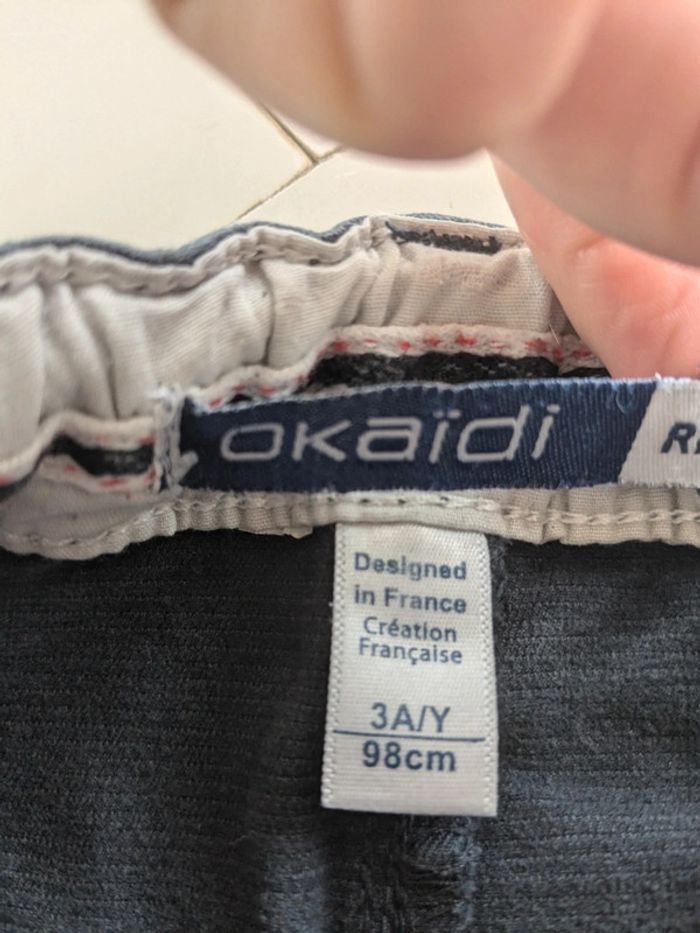 okaïdi
Designed
in France
Création
Française
3A/Y
98cm